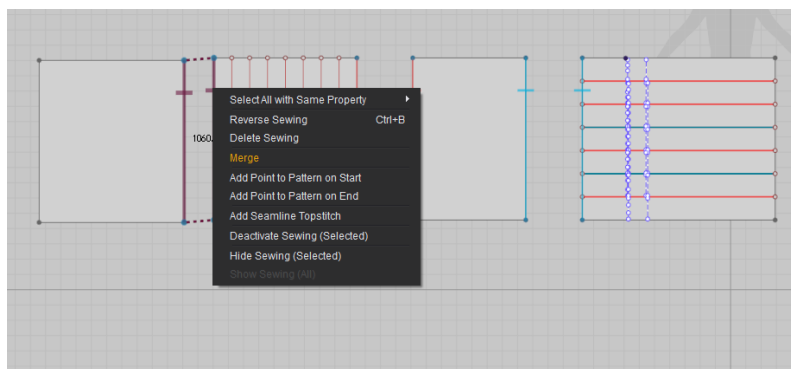 Select All with Same Property
Reverse Sewing Ctrl+B
1060.
Delete Sewing
Merge
Add Point to Pattern on Start
Add Point to Pattern on End
Add Seamline Topstitch
Deactivate Sewing (Selected)
Hide Sewing (Selected)
Show Sewing (All)